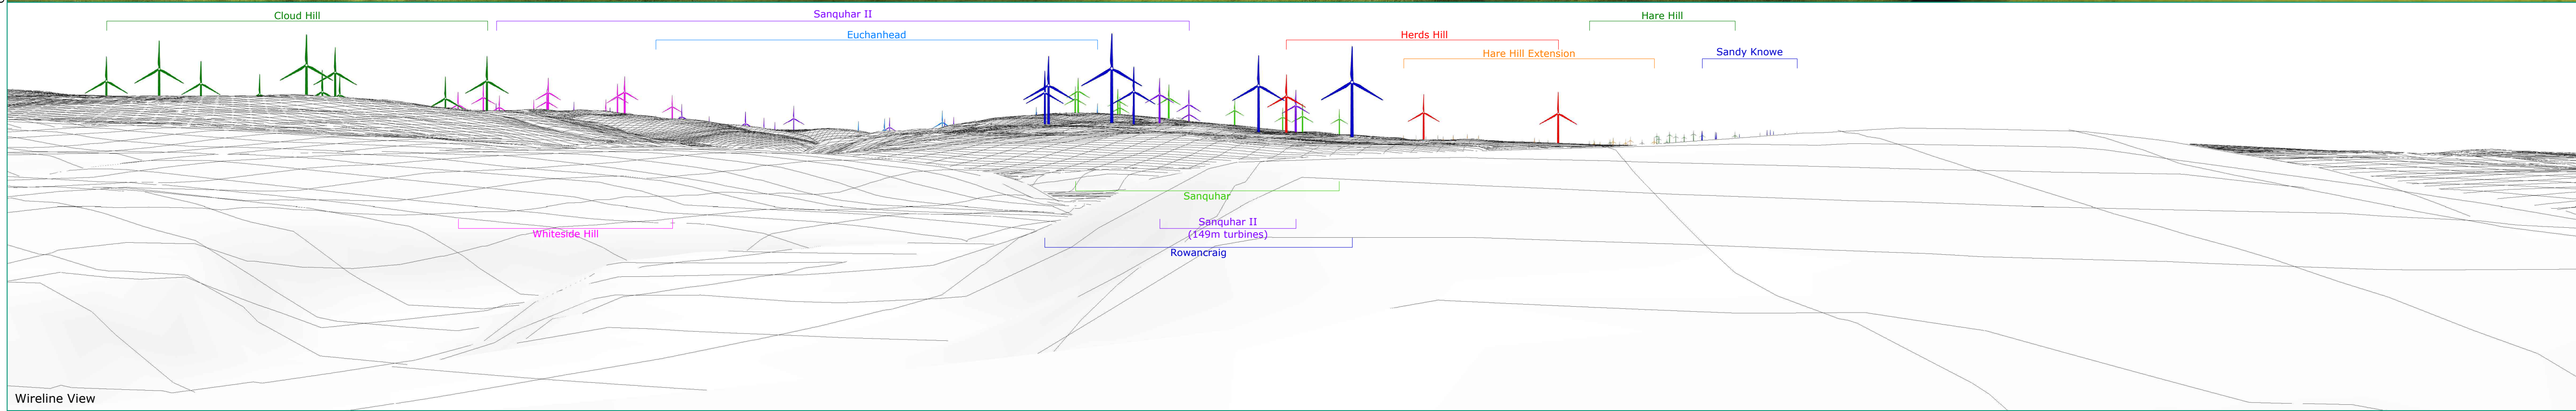 Cloud Hill
Sanquhar II
Hare Hill
Euchanhead
Herds Hill
Hare Hill Extension
Sandy Knowe
Sanquhar
Whiteside Hill
Sanquhar II
(149m turbines)
Rowancraig
Wireline View